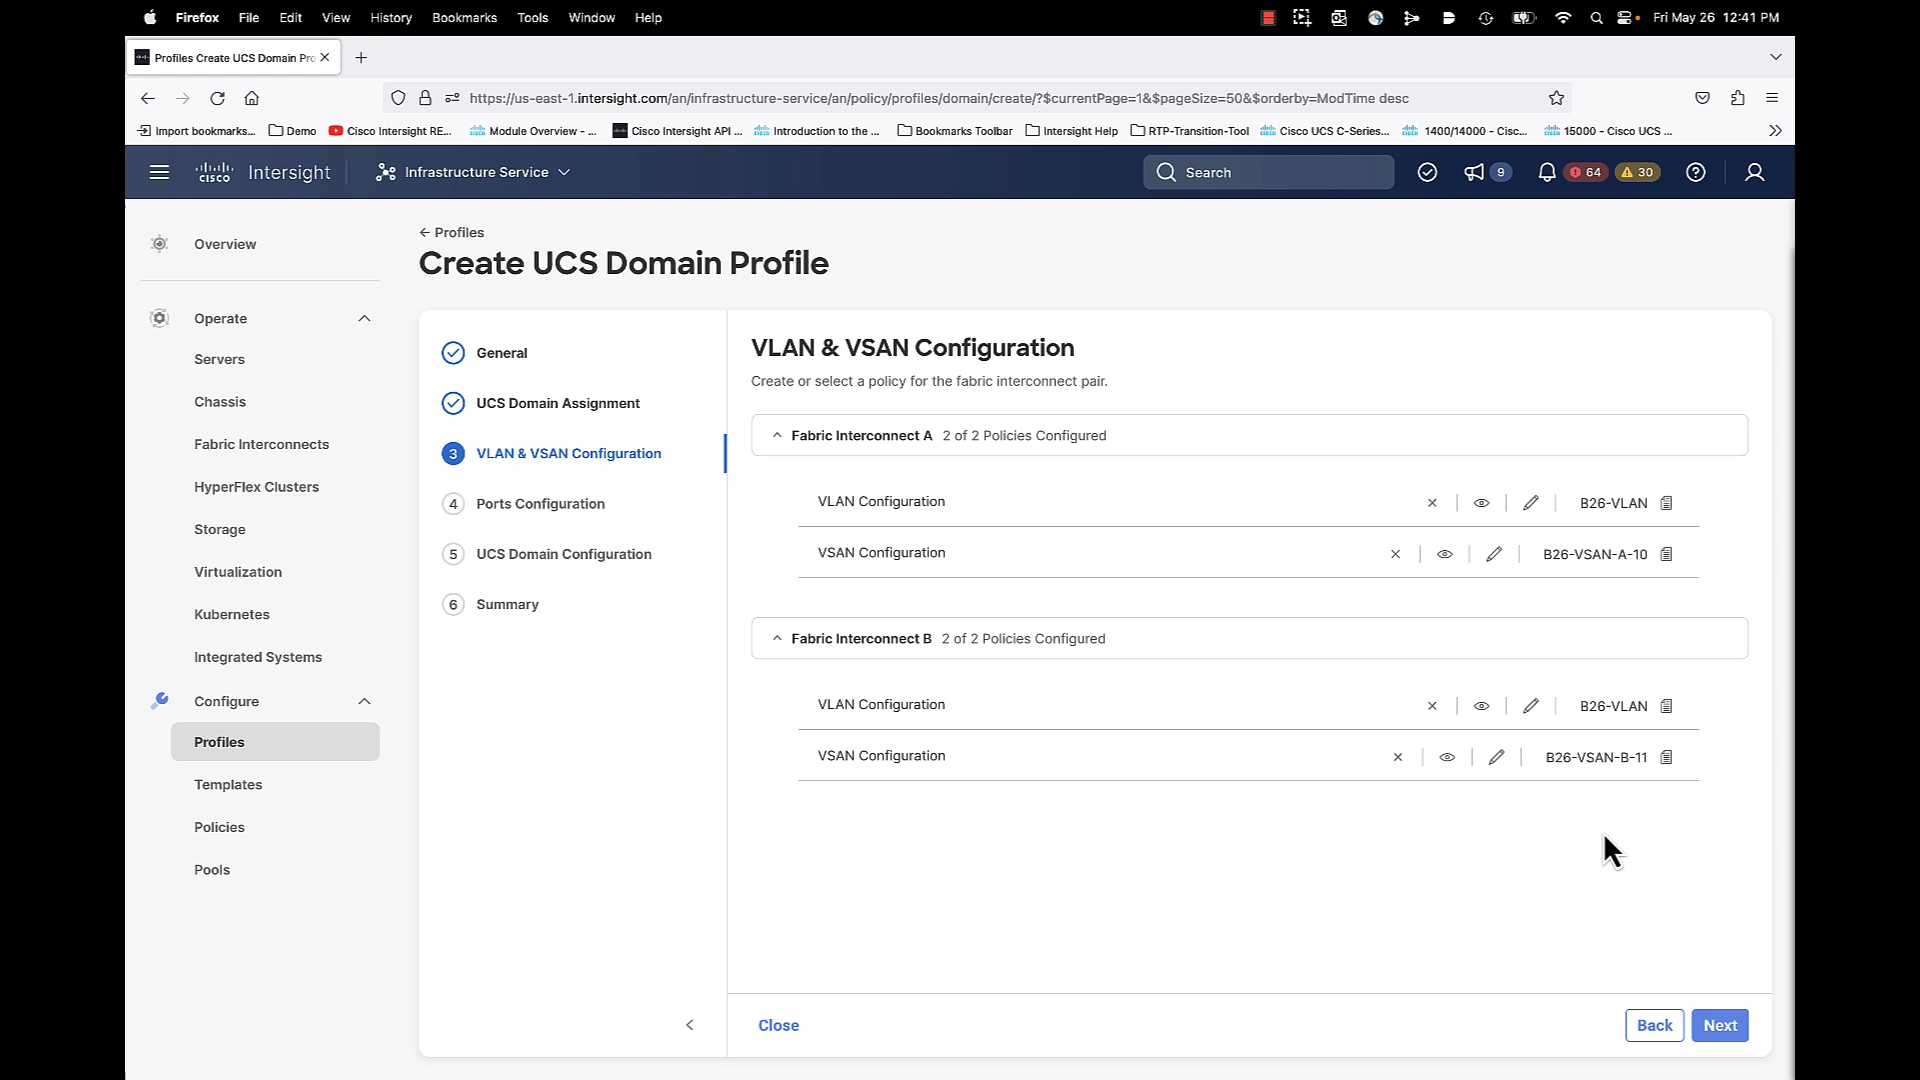 Firefox File Edit View History Bookmarks Tools Window Help Fri May 26 12:41 PM
Profiles Create UCS Domain Pro
https://us-east-1.intersight.com/an/infrastructure-service/an/policy/profiles/domain/create/?$currentPage=1&$pageSize=50&$orderby=ModTime desc
Import bookmarks... Demo Cisco Intersight RE... Module Overview - ... Cisco Intersight API ... Introduction to the ... Bookmarks Toolbar Intersight Help RTP-Transition-Tool Cisco UCS C-Series... 1400/14000 - Cisc... 15000 - Cisco UCS ...
CISCO Intersight Infrastructure Service Search 9 64 30
Overview
Operate
Servers
Chassis
Fabric Interconnects
HyperFlex Clusters
Storage
Virtualization
Kubernetes
Integrated Systems
Configure
Profiles
Templates
Policies
Pools
← Profiles
Create UCS Domain Profile
General
UCS Domain Assignment
3 VLAN & VSAN Configuration
4 Ports Configuration
5 UCS Domain Configuration
6 Summary
VLAN & VSAN Configuration
Create or select a policy for the fabric interconnect pair.
Fabric Interconnect A 2 of 2 Policies Configured
VLAN Configuration B26-VLAN
VSAN Configuration B26-VSAN-A-10
Fabric Interconnect B 2 of 2 Policies Configured
VLAN Configuration B26-VLAN
VSAN Configuration B26-VSAN-B-11
Close Back Next